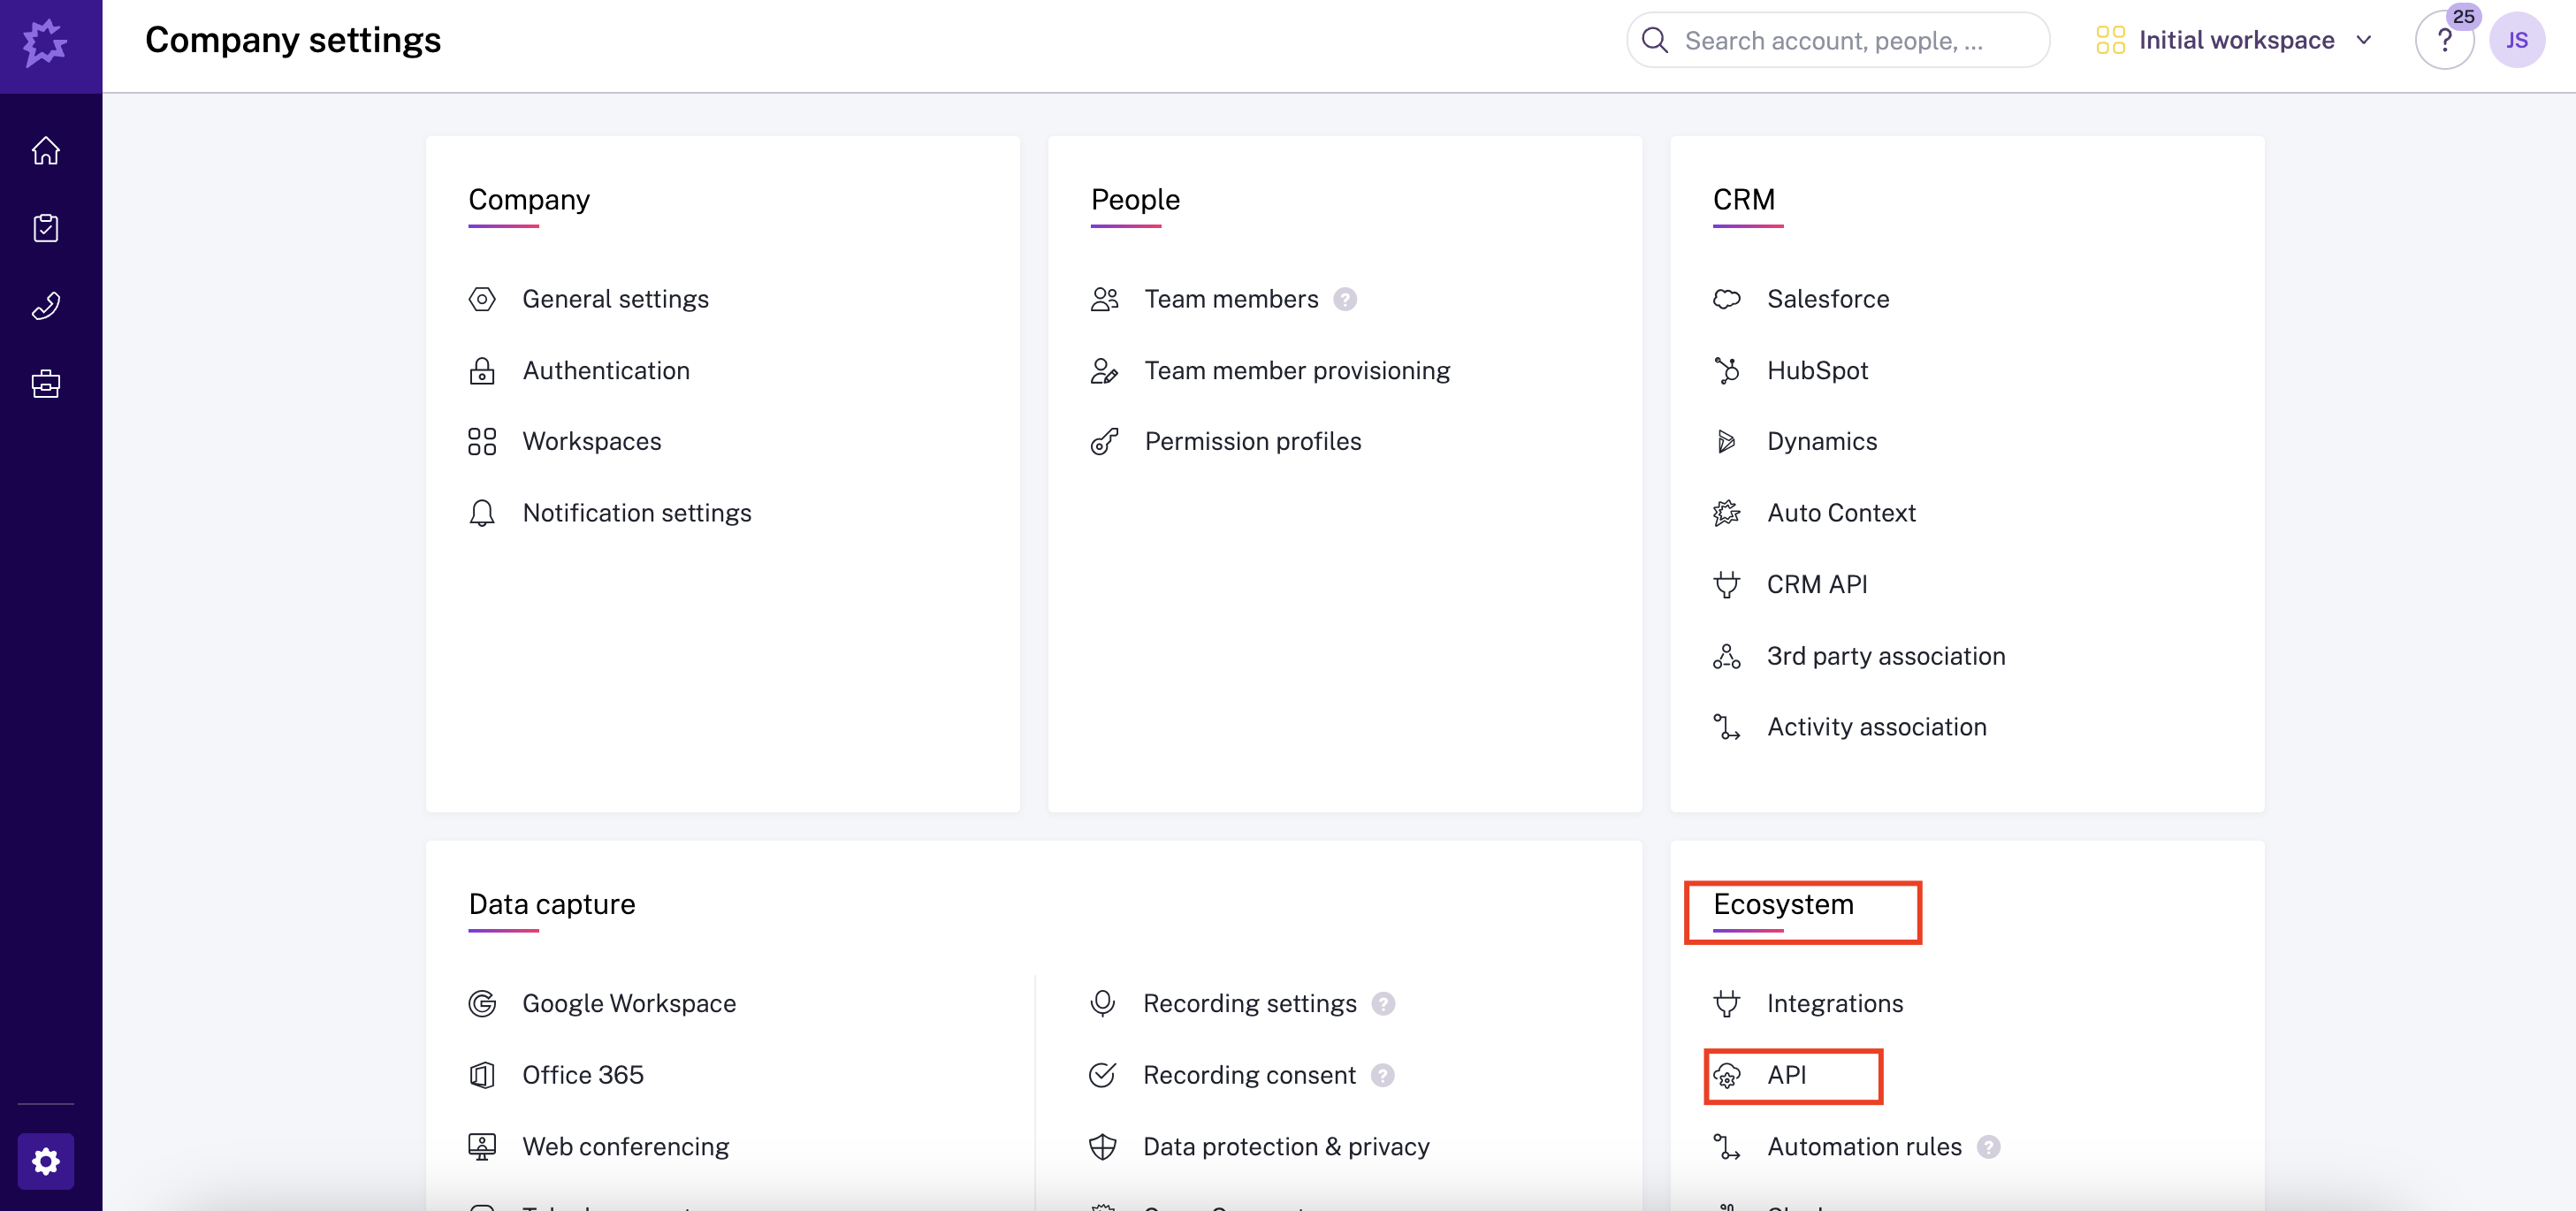 Company settings
Search account, people, ...
Initial workspace
?
25
JS
Company
General settings
Authentication
Workspaces
Notification settings
People
Team members ?
Team member provisioning
Permission profiles
CRM
Salesforce
HubSpot
Dynamics
Auto Context
CRM API
3rd party association
Activity association
Data capture
Google Workspace
Office 365
Web conferencing
Recording settings ?
Recording consent ?
Data protection & privacy
Ecosystem
Integrations
API
Automation rules ?